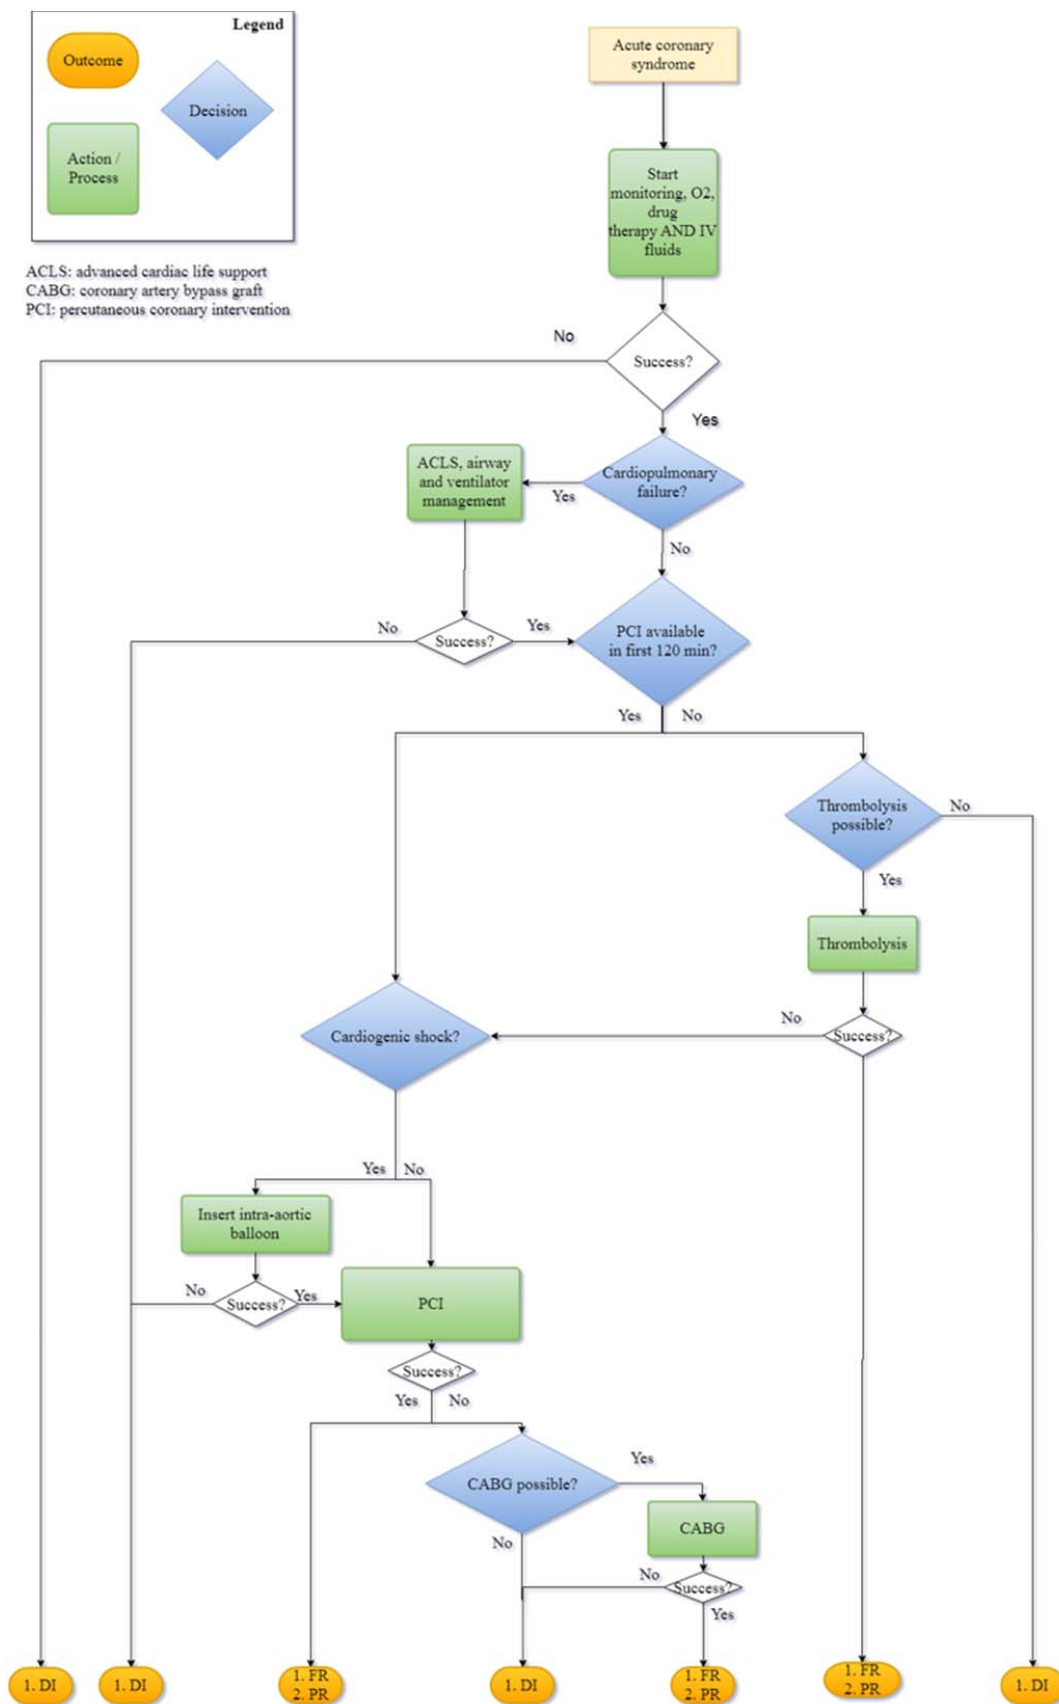 Legend
Outcome
Decision
Action /
Process
ACLS: advanced cardiac life support
CABG: coronary artery bypass graft
PCI: percutaneous coronary intervention
Acute coronary
syndrome
Start
monitoring, O2,
drug
therapy AND IV
fluids
No
Success?
Yes
Cardiopulmonary
failure?
Yes
ACLS, airway
and ventilator
management
No
No
Success?
Yes
PCI available
in first 120 min?
Yes
No
Thrombolysis
possible?
No
Yes
Thrombolysis
No
Success?
Cardiogenic shock?
Yes
No
Insert intra-aortic
balloon
No
Success?
Yes
PCI
Success?
Yes
No
CABG possible?
Yes
No
CABG
No
Success?
Yes
1. DI
1. DI
1. FR
2. PR
1. DI
1. FR
2. PR
1. FR
2. PR
1. DI